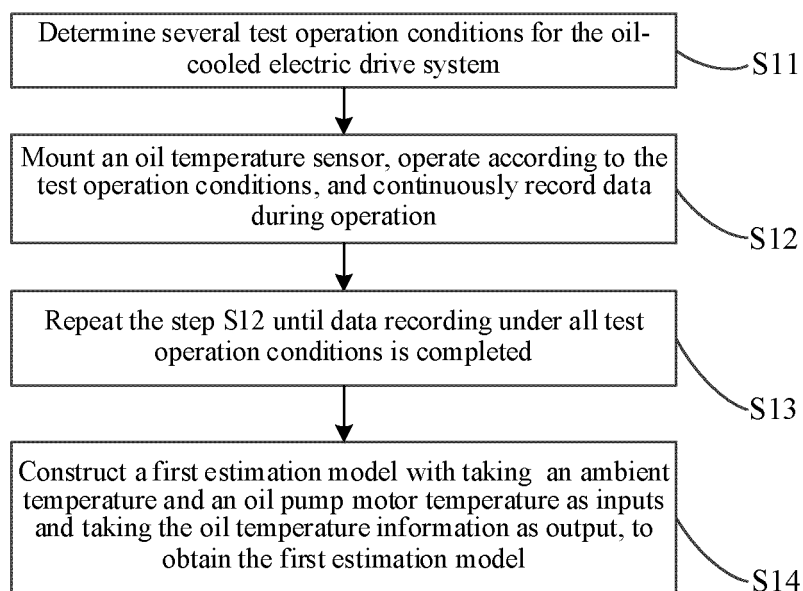 Determine several test operation conditions for the oil-
cooled electric drive system
S11
Mount an oil temperature sensor, operate according to the
test operation conditions, and continuously record data
during operation
S12
Repeat the step S12 until data recording under all test
operation conditions is completed
S13
Construct a first estimation model with taking an ambient
temperature and an oil pump motor temperature as inputs
and taking the oil temperature information as output, to
obtain the first estimation model
S14